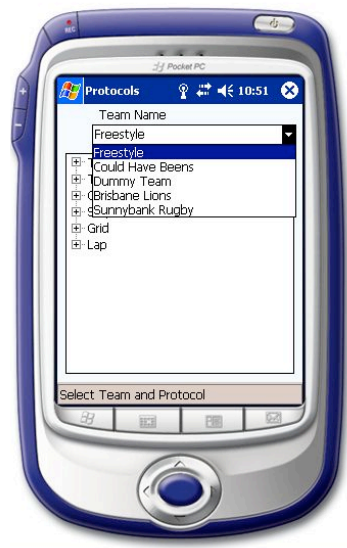 REC
Pocket PC
Protocols 10:51
Team Name
Freestyle
Freestyle
Could Have Beens
Dummy Team
Brisbane Lions
Sunnybank Rugby
Grid
Lap
Select Team and Protocol